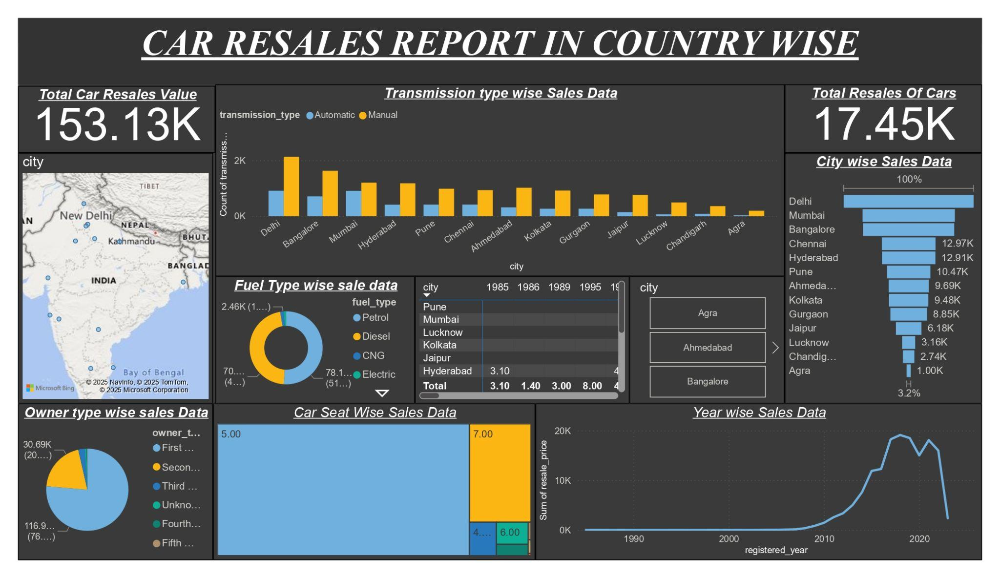 CAR RESALES REPORT IN COUNTRY WISE
Total Car Resales Value
153.13K
Transmission type wise Sales Data
transmission_type Automatic Manual
Count of transmiss...
2K
0K
Delhi
Bangalore
Mumbai
Hyderabad
Pune
Chennai
Ahmedabad
Kolkata
Gurgaon
Jaipur
Lucknow
Chandigarh
Agra
city
Total Resales Of Cars
17.45K
city
TIBET
New Delhi
NEPAL
Kathmandu
BHUT.
AN
BANGLAD
INDIA
Bay of Bengal
Microsoft Bing
© 2025 NavInfo, © 2025 TomTom,
© 2025 Microsoft Corporation
City wise Sales Data
100%
Delhi
Mumbai
Bangalore
Chennai 12.97K
Hyderabad 12.91K
Pune 10.47K
Ahmeda... 9.69K
Kolkata 9.48K
Gurgaon 8.85K
Jaipur 6.18K
Lucknow 3.16K
Chandig... 2.74K
Agra 1.00K
3.2%
Fuel Type wise sale data
2.46K (1....)
70....
(4...)
78.1...
(51...)
fuel_type
Petrol
Diesel
CNG
Electric
city 1985 1986 1989 1995 19
Pune
Mumbai
Lucknow
Kolkata
Jaipur
Hyderabad 3.10 4
Total 3.10 1.40 3.00 8.00 4
city
Agra
Ahmedabad
Bangalore
Owner type wise sales Data
30.69K
(20....)
116.9...
(76....)
owner_t...
First ...
Secon...
Third ...
Unkno...
Fourth...
Fifth ...
Car Seat Wise Sales Data
5.00
7.00
4....
6.00
Year wise Sales Data
Sum of resale_price
20K
10K
0K
1990
2000
2010
2020
registered_year